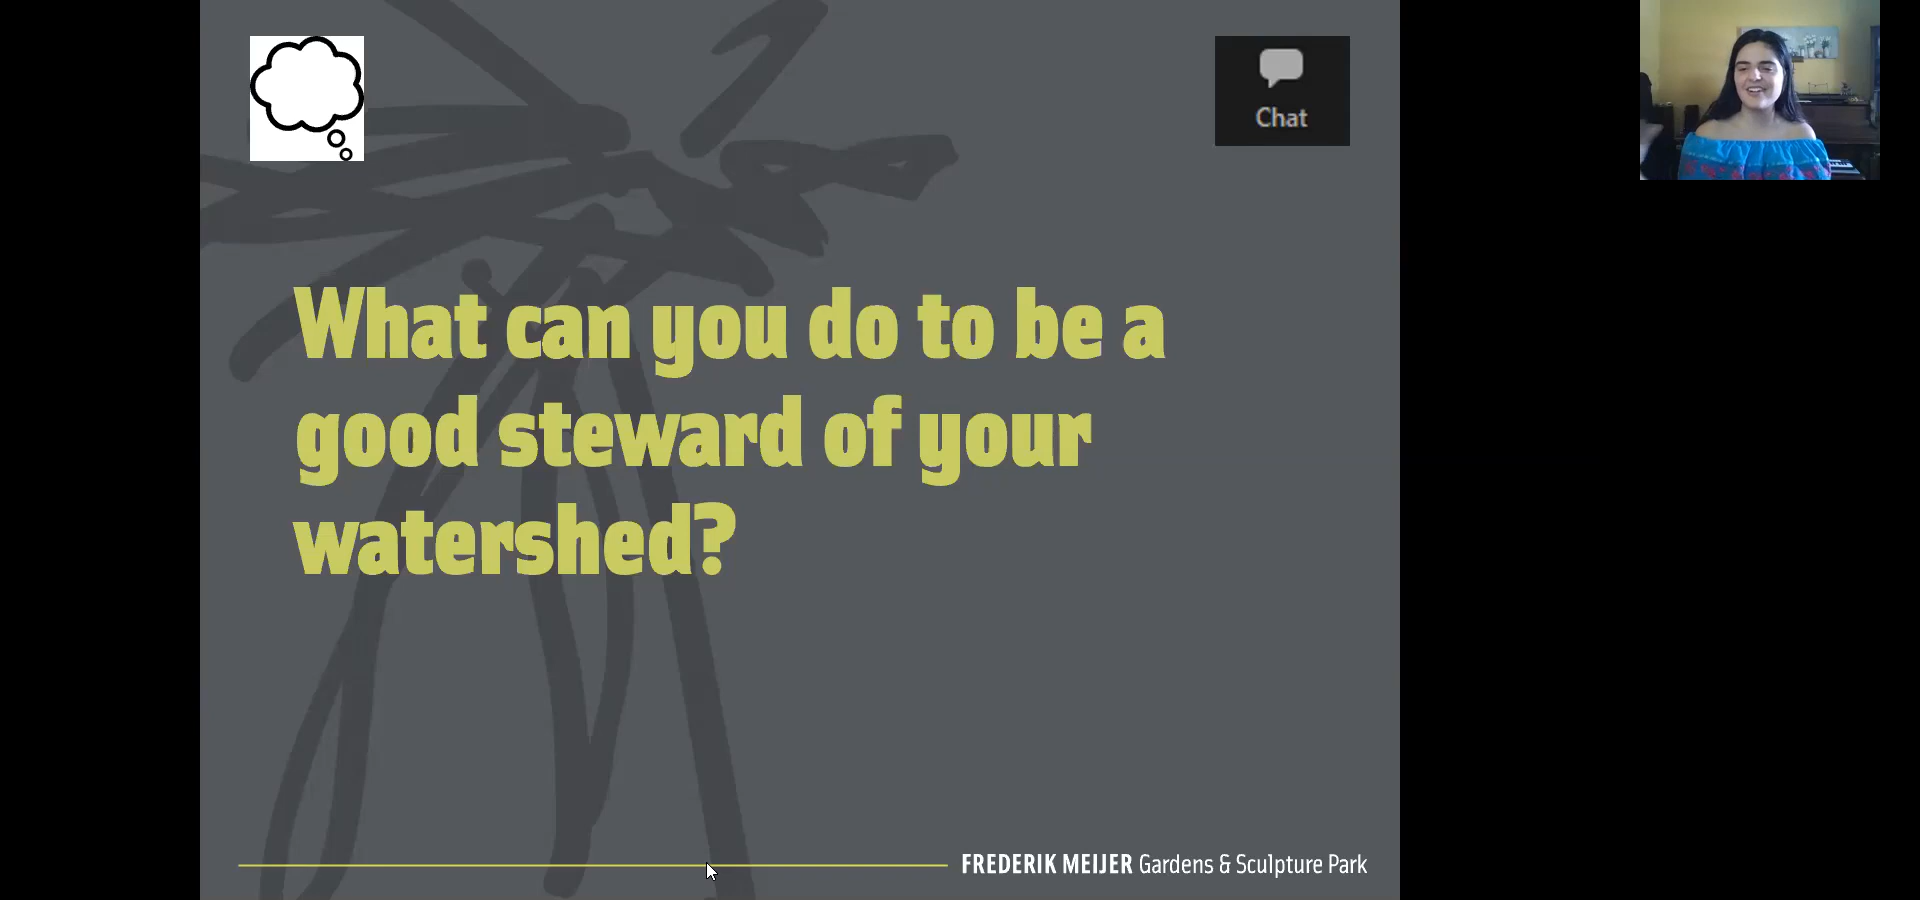 Chat
What can you do to be a
good steward of your
watershed?
FREDERIK MEIJER Gardens & Sculpture Park